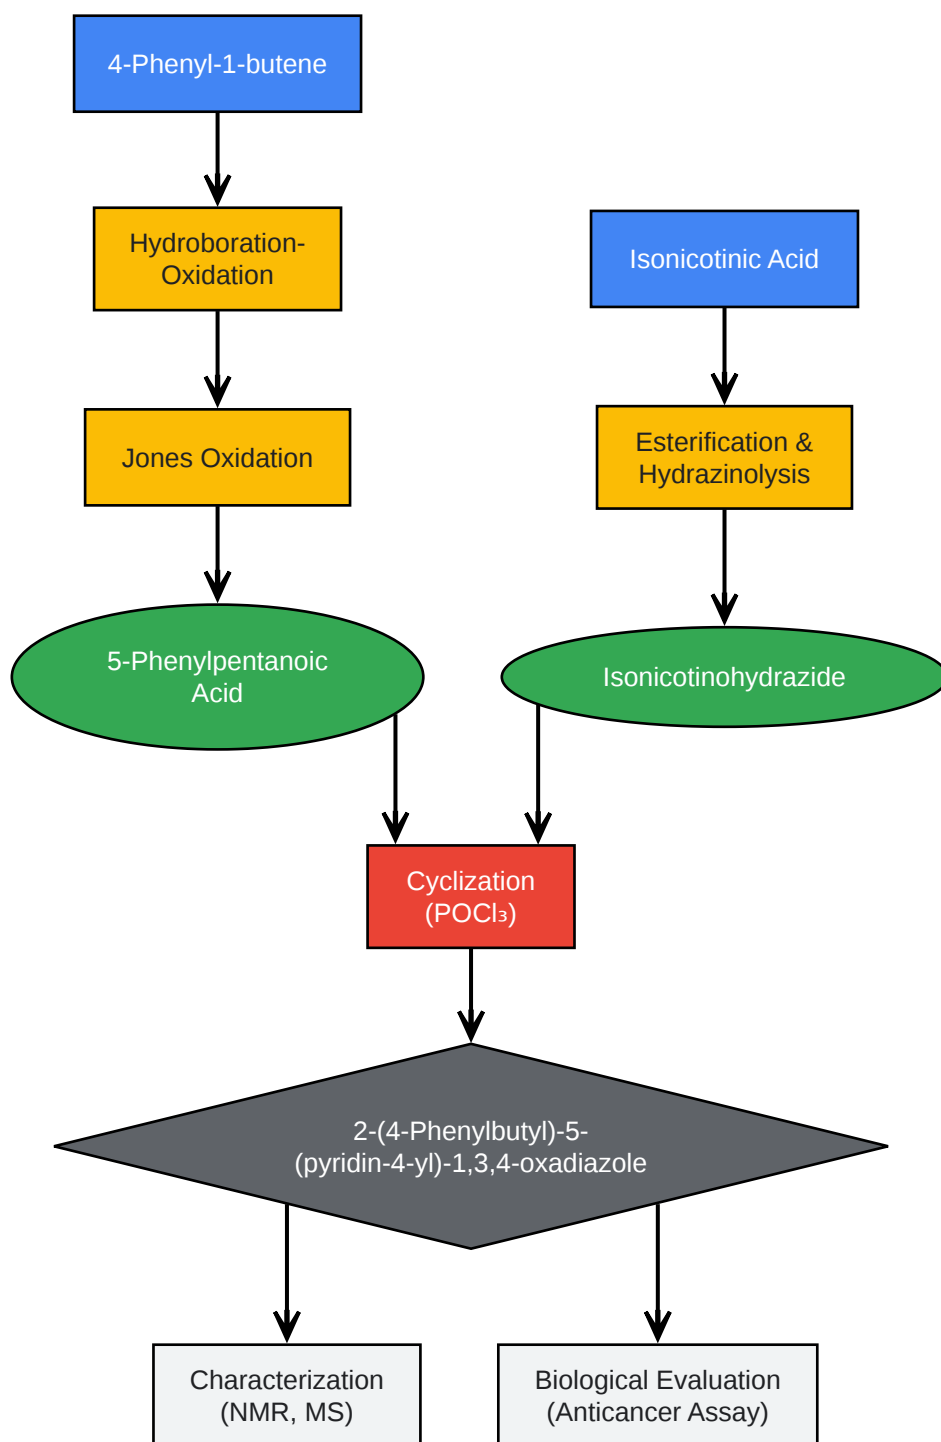 4-Phenyl-1-butene
Hydroboration-
Oxidation
Isonicotinic Acid
Jones Oxidation
Esterification &
Hydrazinolysis
5-Phenylpentanoic
Acid
Isonicotinohydrazide
Cyclization
(POCl₃)
2-(4-Phenylbutyl)-5-
(pyridin-4-yl)-1,3,4-oxadiazole
Characterization
(NMR, MS)
Biological Evaluation
(Anticancer Assay)